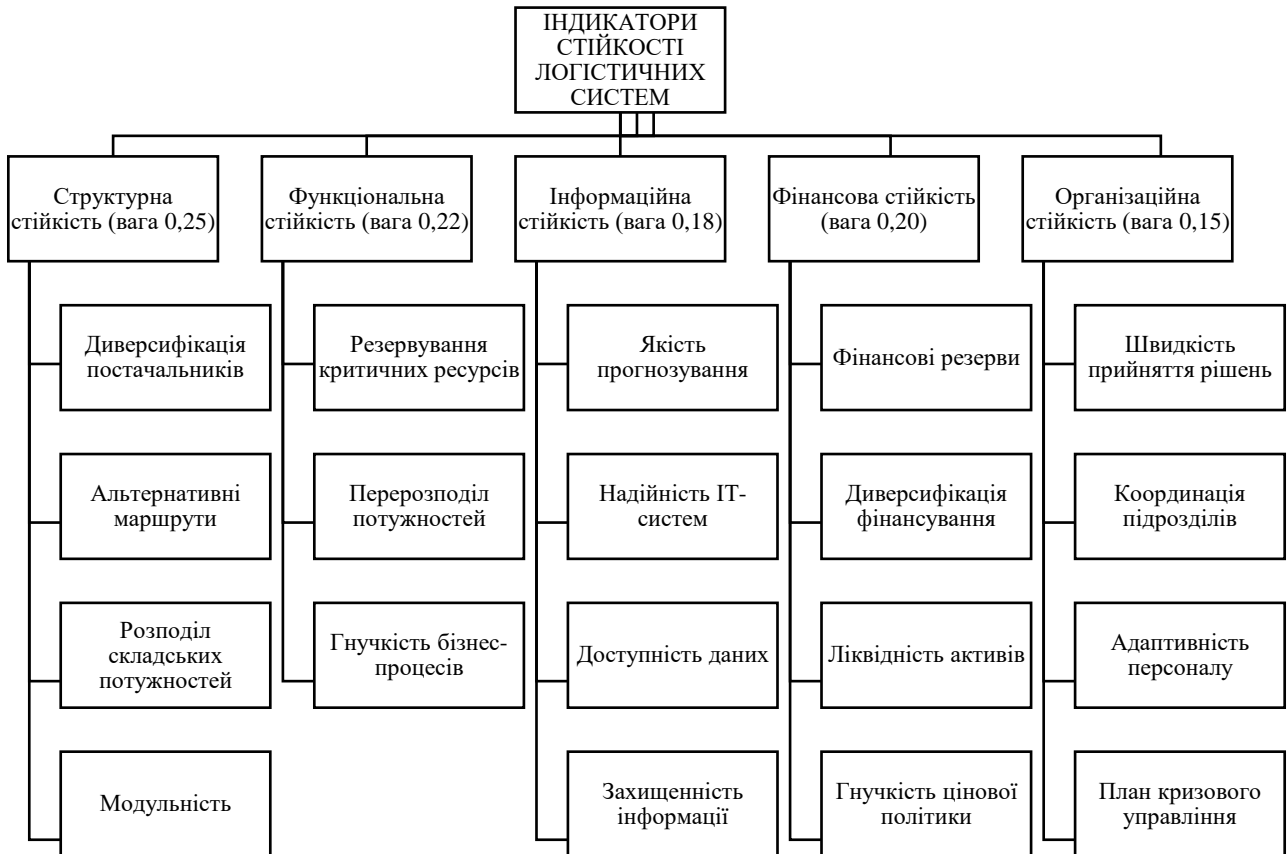 ІНДИКАТОРИ
СТІЙКОСТІ
ЛОГІСТИЧНИХ
СИСТЕМ
Структурна
стійкість (вага 0,25)
Диверсифікація
постачальників
Альтернативні
маршрути
Розподіл
складських
потужностей
Модульність
Функціональна
стійкість (вага 0,22)
Резервування
критичних ресурсів
Перерозподіл
потужностей
Гнучкість бізнес-
процесів
Інформаційна
стійкість (вага 0,18)
Якість
прогнозування
Надійність ІТ-
систем
Доступність даних
Захищенність
інформації
Фінансова стійкість
(вага 0,20)
Фінансові резерви
Диверсифікація
фінансування
Ліквідність активів
Гнучкість цінової
політики
Організаційна
стійкість (вага 0,15)
Швидкість
прийняття рішень
Координація
підрозділів
Адаптивність
персоналу
План кризового
управління